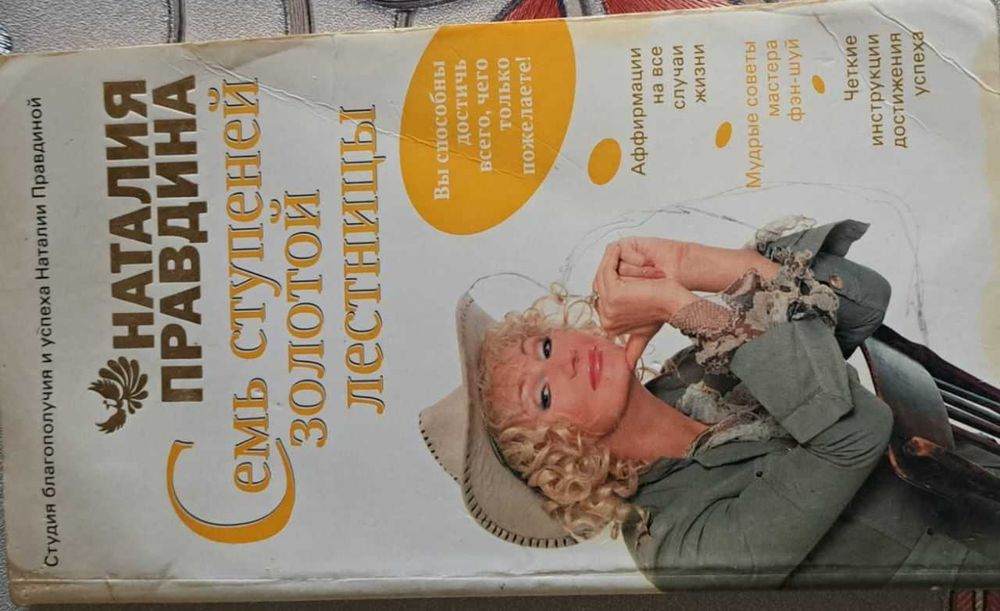 Студия благополучия и успеха Наталии Правдиной
НАТАЛИЯ
ПРАВДИНА
Семь ступеней
золотой
лестницы
Вы способны
достичь
всего, чего
только
пожелаете!
Аффирмации
на все
случаи
жизни
Мудрые советы
мастера
фэн-шуй
Четкие
инструкции
достижения
успеха